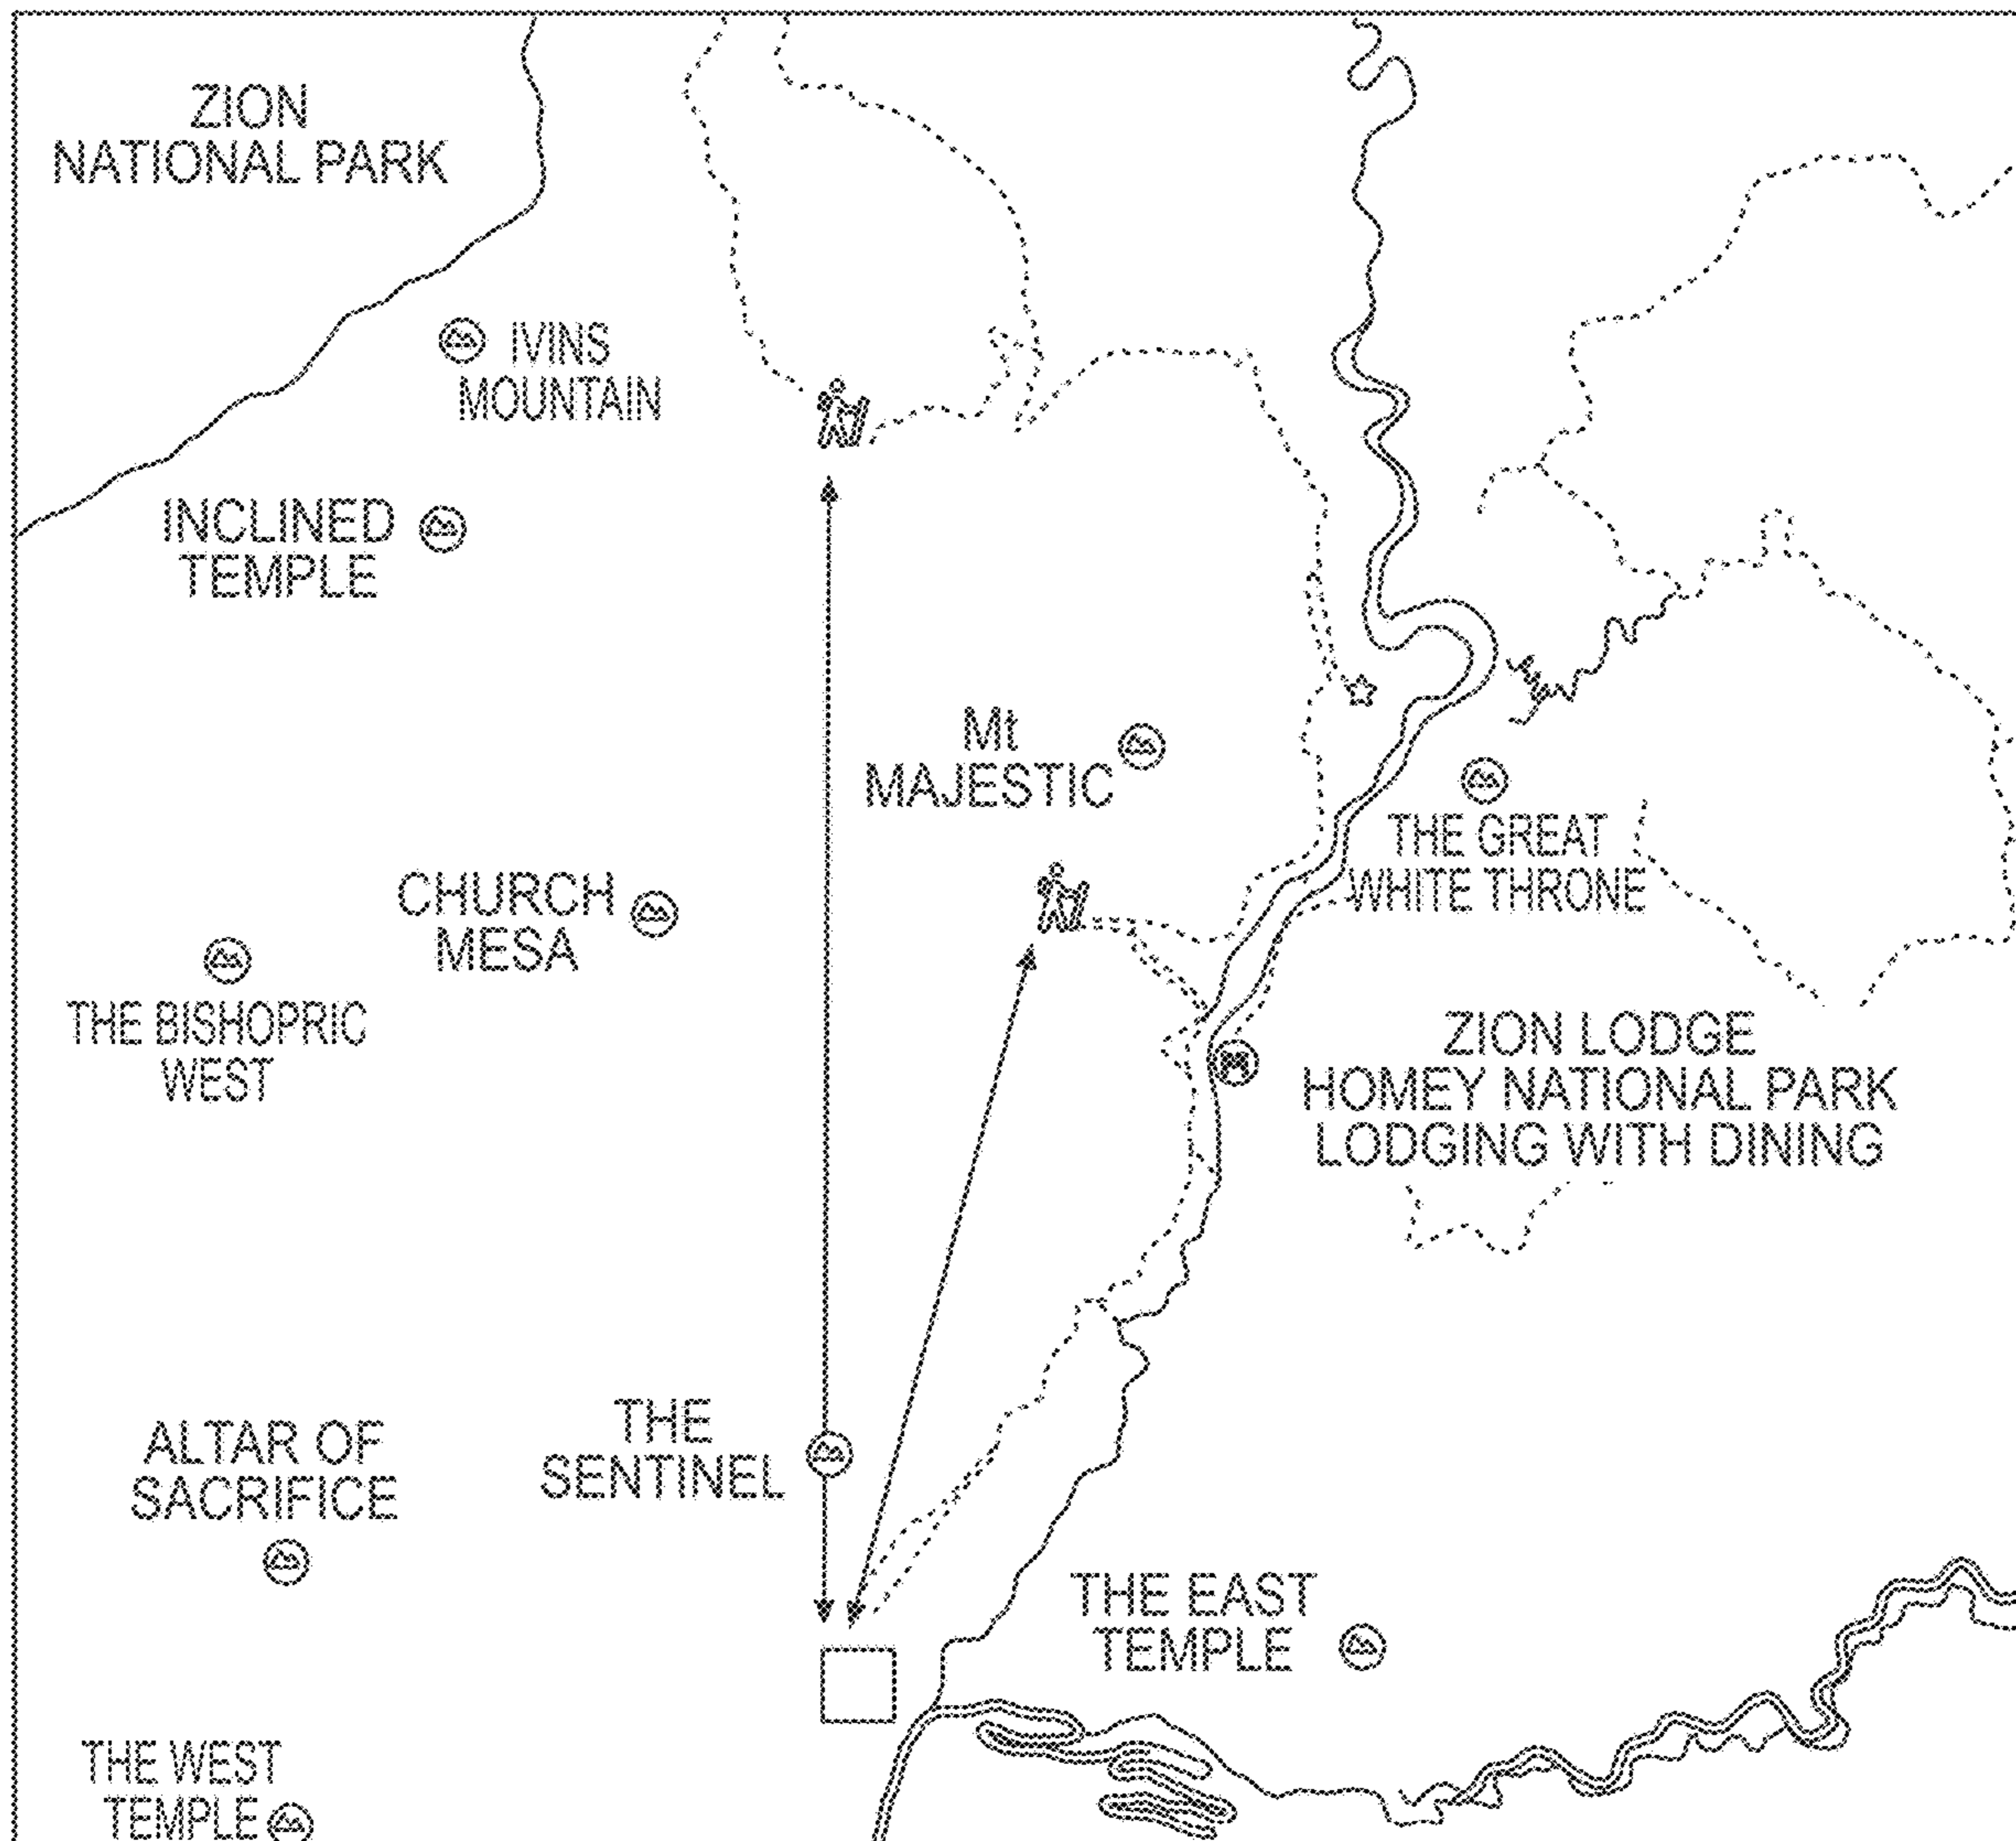 ZION
NATIONAL PARK
IVINS
MOUNTAIN
INCLINED
TEMPLE
Mt
MAJESTIC
THE GREAT
WHITE THRONE
CHURCH
MESA
THE BISHOPRIC
WEST
ZION LODGE
HOMEY NATIONAL PARK
LODGING WITH DINING
THE
SENTINEL
ALTAR OF
SACRIFICE
THE EAST
TEMPLE
THE WEST
TEMPLE